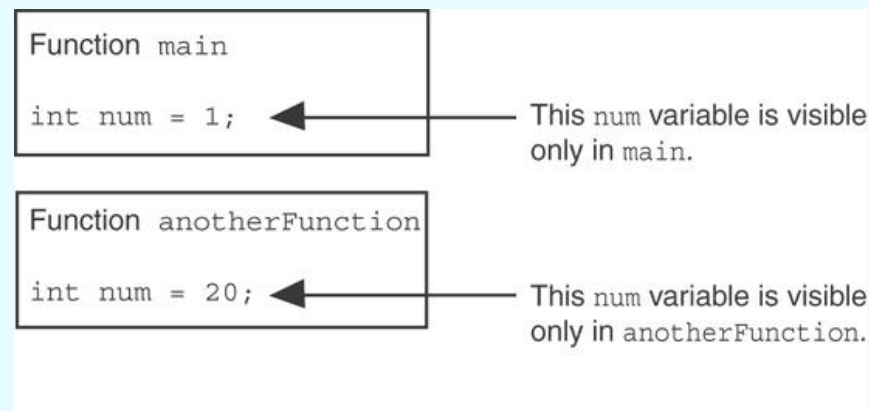 Function main
int num = 1;
This num variable is visible
only in main.
Function anotherFunction
int num = 20;
This num variable is visible
only in anotherFunction.